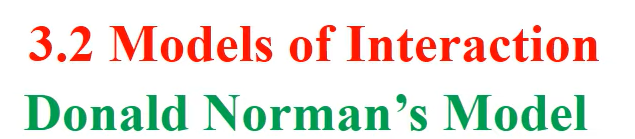 3.2 Models of Interaction
Donald Norman’s Model